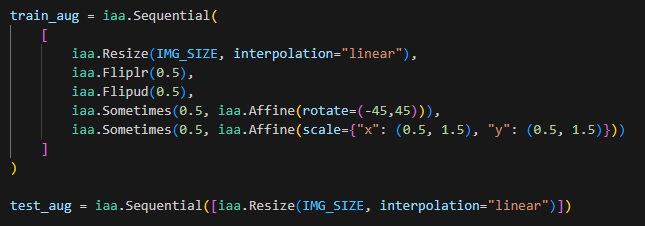 train_aug = iaa.Sequential(
    [
        iaa.Resize(IMG_SIZE, interpolation="linear"),
        iaa.Fliplr(0.5),
        iaa.Flipud(0.5),
        iaa.Sometimes(0.5, iaa.Affine(rotate=(-45,45))),
        iaa.Sometimes(0.5, iaa.Affine(scale={"x": (0.5, 1.5), "y": (0.5, 1.5)}))
    ]
)
test_aug = iaa.Sequential([iaa.Resize(IMG_SIZE, interpolation="linear")])